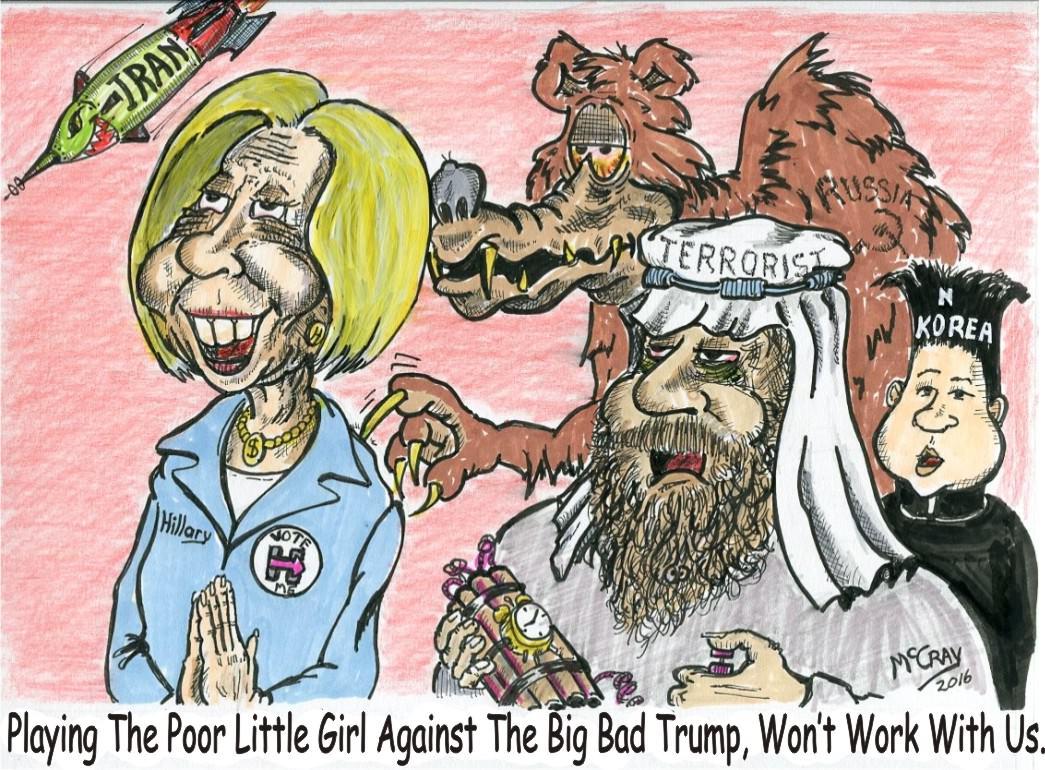 IRAN
RUSSIA
TERRORIST
N
KOREA
$
Hillary
VOTE
H
ME
McCRAY
2016
Playing The Poor Little Girl Against The Big Bad Trump, Won't Work With Us.